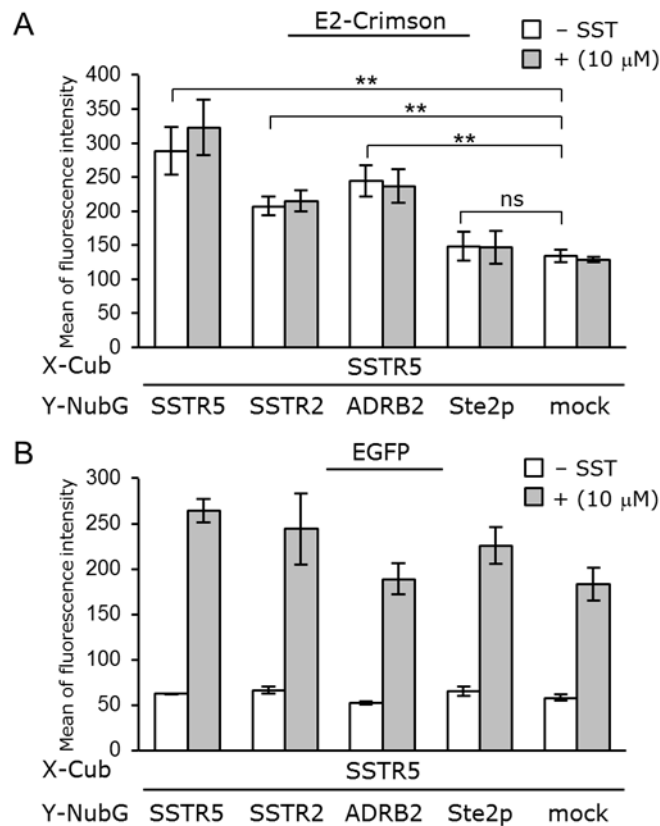 A
E2-Crimson
– SST
+ (10 μM)
400
350
300
250
200
150
100
50
0
Mean of fluorescence intensity
**
**
**
ns
X-Cub
SSTR5
Y-NubG SSTR5 SSTR2 ADRB2 Ste2p mock
B
EGFP
– SST
+ (10 μM)
300
250
200
150
100
50
0
Mean of fluorescence intensity
X-Cub
SSTR5
Y-NubG SSTR5 SSTR2 ADRB2 Ste2p mock